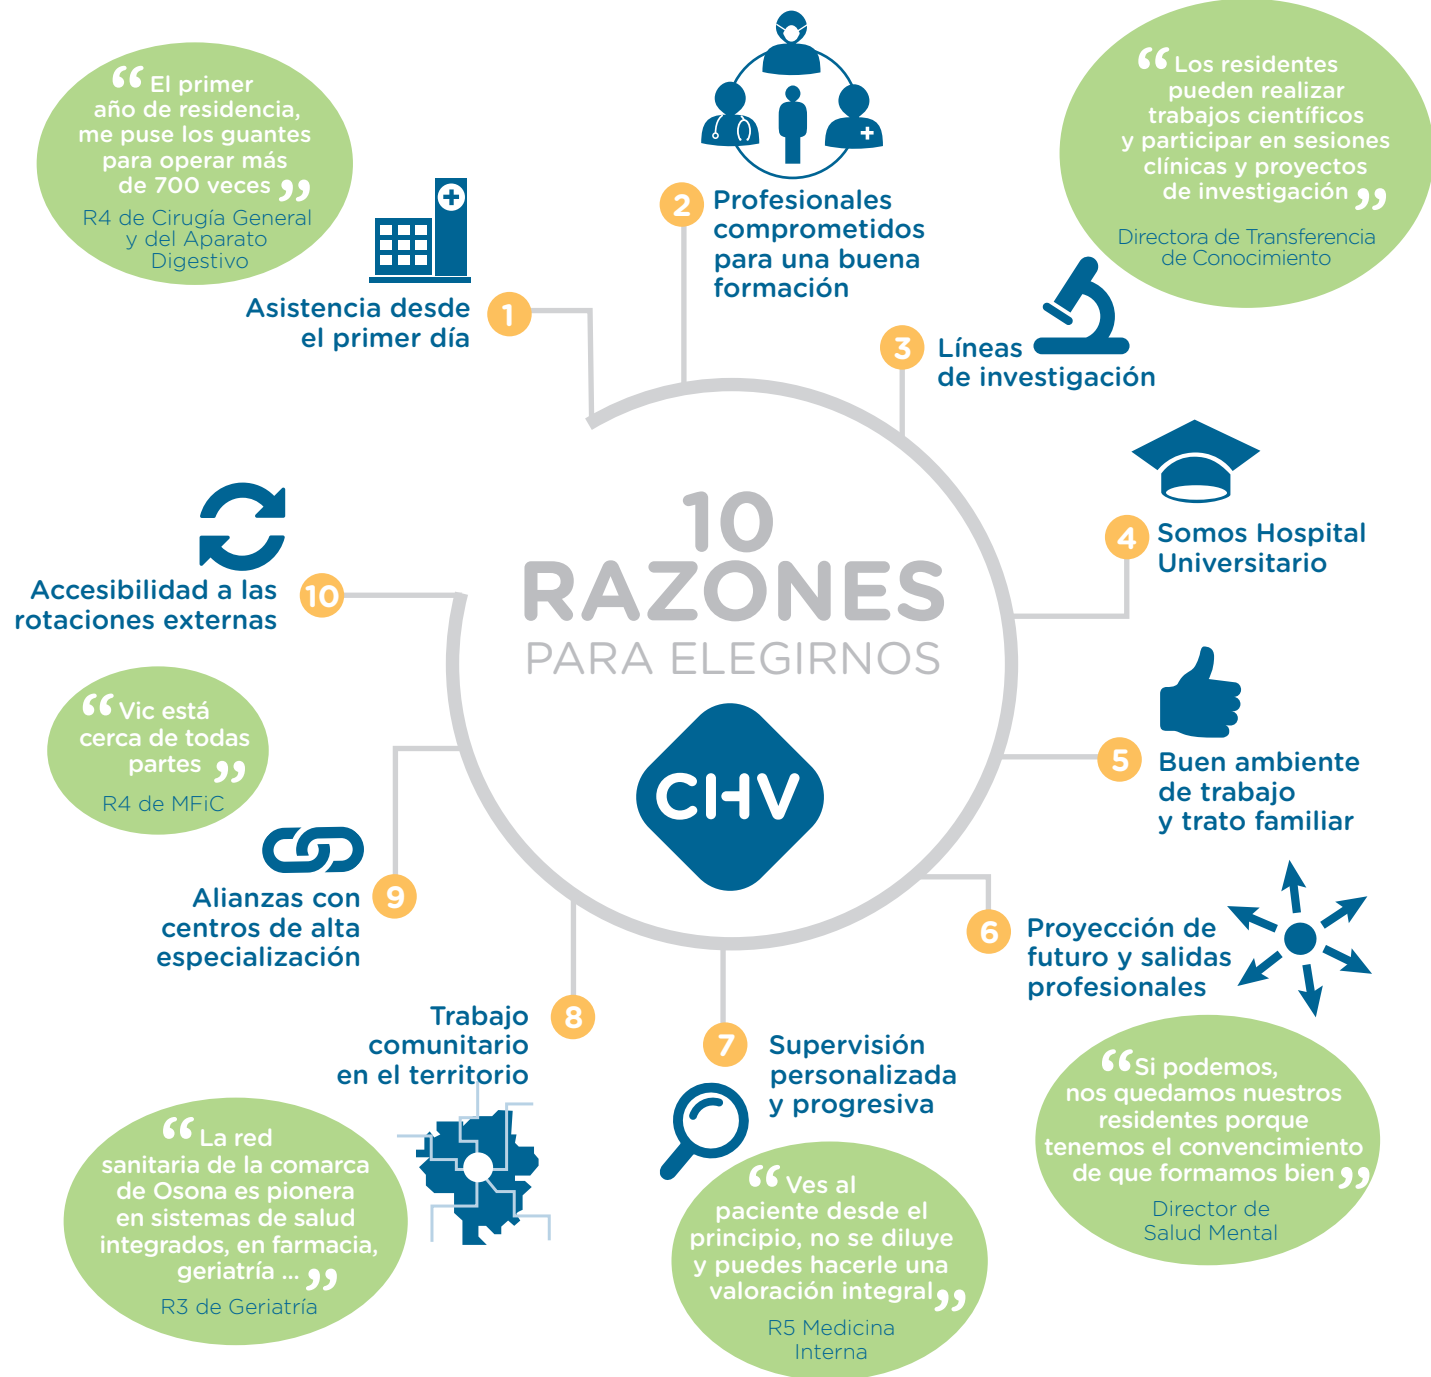 10
RAZONES
PARA ELEGIRNOS
CHV
“El primer
año de residencia,
me puse los guantes
para operar más
de 700 veces”
R4 de Cirugía General
y del Aparato
Digestivo
1
Asistencia desde
el primer día
2
Profesionales
comprometidos
para una buena
formación
“Los residentes
pueden realizar
trabajos científicos
y participar en sesiones
clínicas y proyectos
de investigación”
Directora de Transferencia
de Conocimiento
3
Líneas
de investigación
4
Somos Hospital
Universitario
5
Buen ambiente
de trabajo
y trato familiar
6
Proyección de
futuro y salidas
profesionales
“Si podemos,
nos quedamos nuestros
residentes porque
tenemos el convencimiento
de que formamos bien”
Director de
Salud Mental
7
Supervisión
personalizada
y progresiva
“Ves al
paciente desde el
principio, no se diluye
y puedes hacerle una
valoración integral”
R5 Medicina
Interna
8
Trabajo
comunitario
en el territorio
“La red
sanitaria de la comarca
de Osona es pionera
en sistemas de salud
integrados, en farmacia,
geriatría ...”
R3 de Geriatría
9
Alianzas con
centros de alta
especialización
“Vic está
cerca de todas
partes”
R4 de MFiC
10
Accesibilidad a las
rotaciones externas